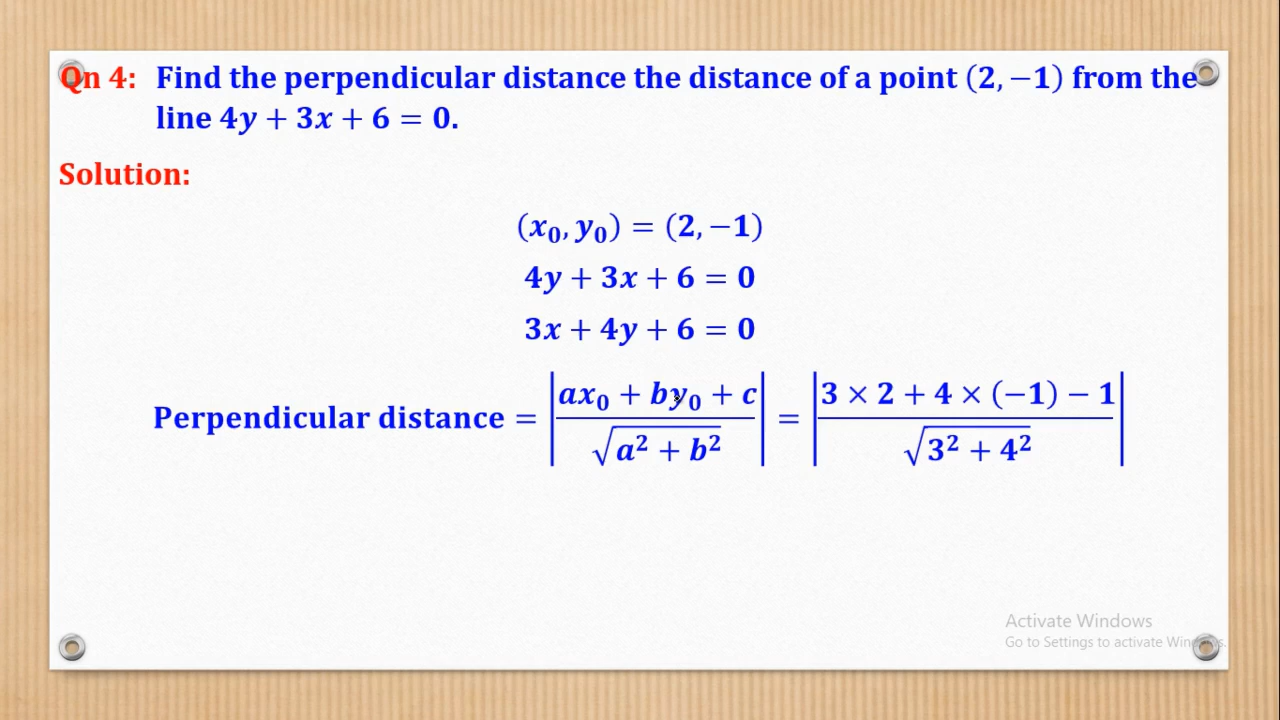 Qn 4: Find the perpendicular distance the distance of a point (2, −1) from the
line 4y + 3x + 6 = 0.
Solution:
(x₀, y₀) = (2, −1)
4y + 3x + 6 = 0
3x + 4y + 6 = 0
Perpendicular distance = |(ax₀ + by₀ + c)/√(a² + b²)| = |(3 × 2 + 4 × (−1) − 1)/√(3² + 4²)|
Activate Windows
Go to Settings to activate Windows.